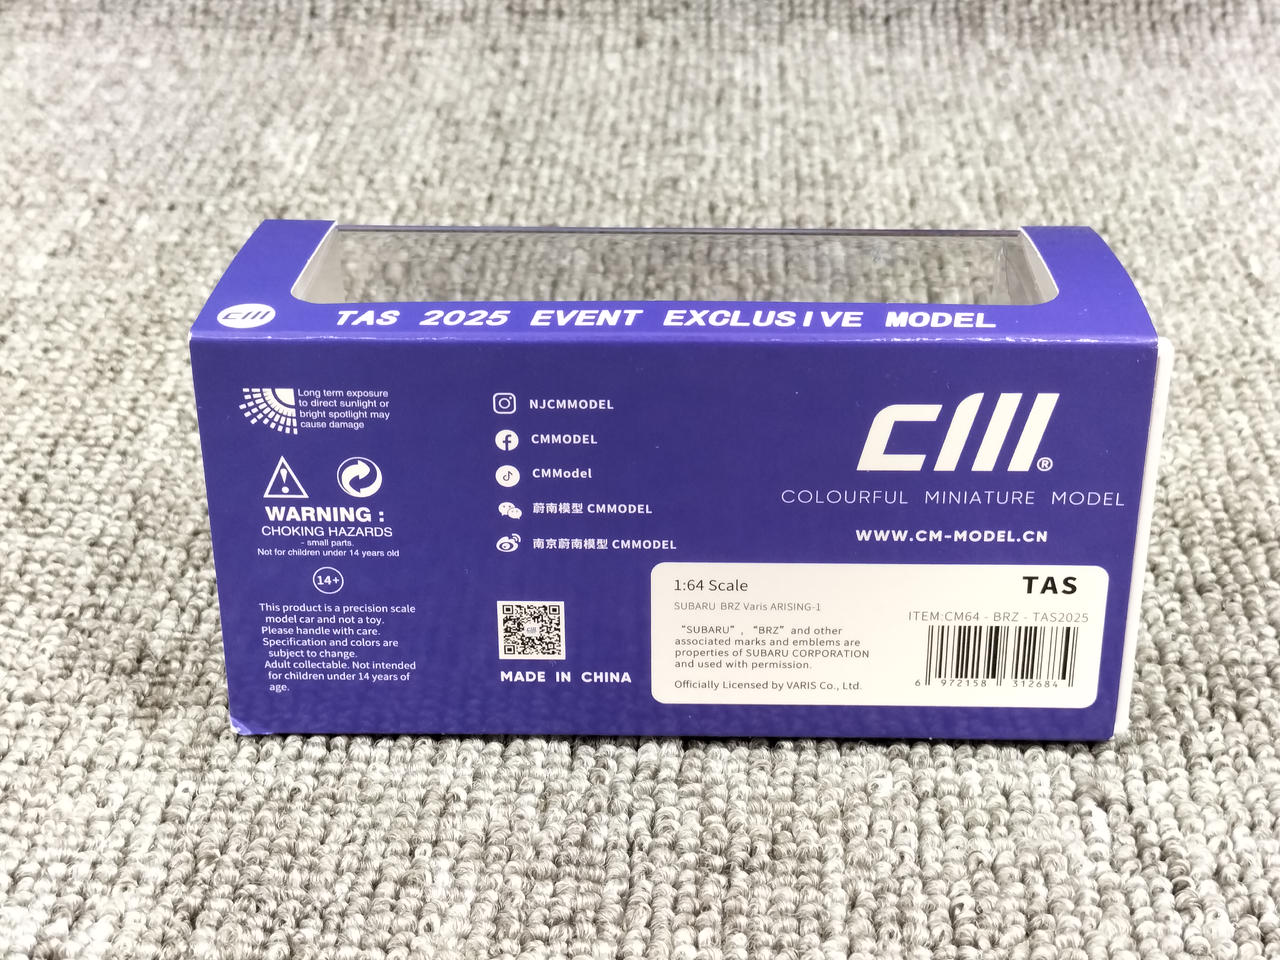 CM
TAS 2025 EVENT EXCLUSIVE MODEL
Long term exposure
to direct sunlight or
bright spotlight may
cause damage
WARNING :
CHOKING HAZARDS
- small parts.
Not for children under 14 years old
14+
This product is a precision scale
model car and not a toy.
Please handle with care.
Specification and colors are
subject to change.
Adult collectable. Not intended
for children under 14 years of
age.
NJCMMODEL
CMMODEL
CMModel
蔚南模型 CMMODEL
南京蔚南模型 CMMODEL
MADE IN CHINA
CM®
COLOURFUL MINIATURE MODEL
WWW.CM-MODEL.CN
1:64 Scale
SUBARU BRZ Varis ARISING-1
“SUBARU”, “BRZ” and other
associated marks and emblems are
properties of SUBARU CORPORATION
and used with permission.
Officially Licensed by VARIS Co., Ltd.
TAS
ITEM:CM64 - BRZ - TAS2025
6 972158 312684